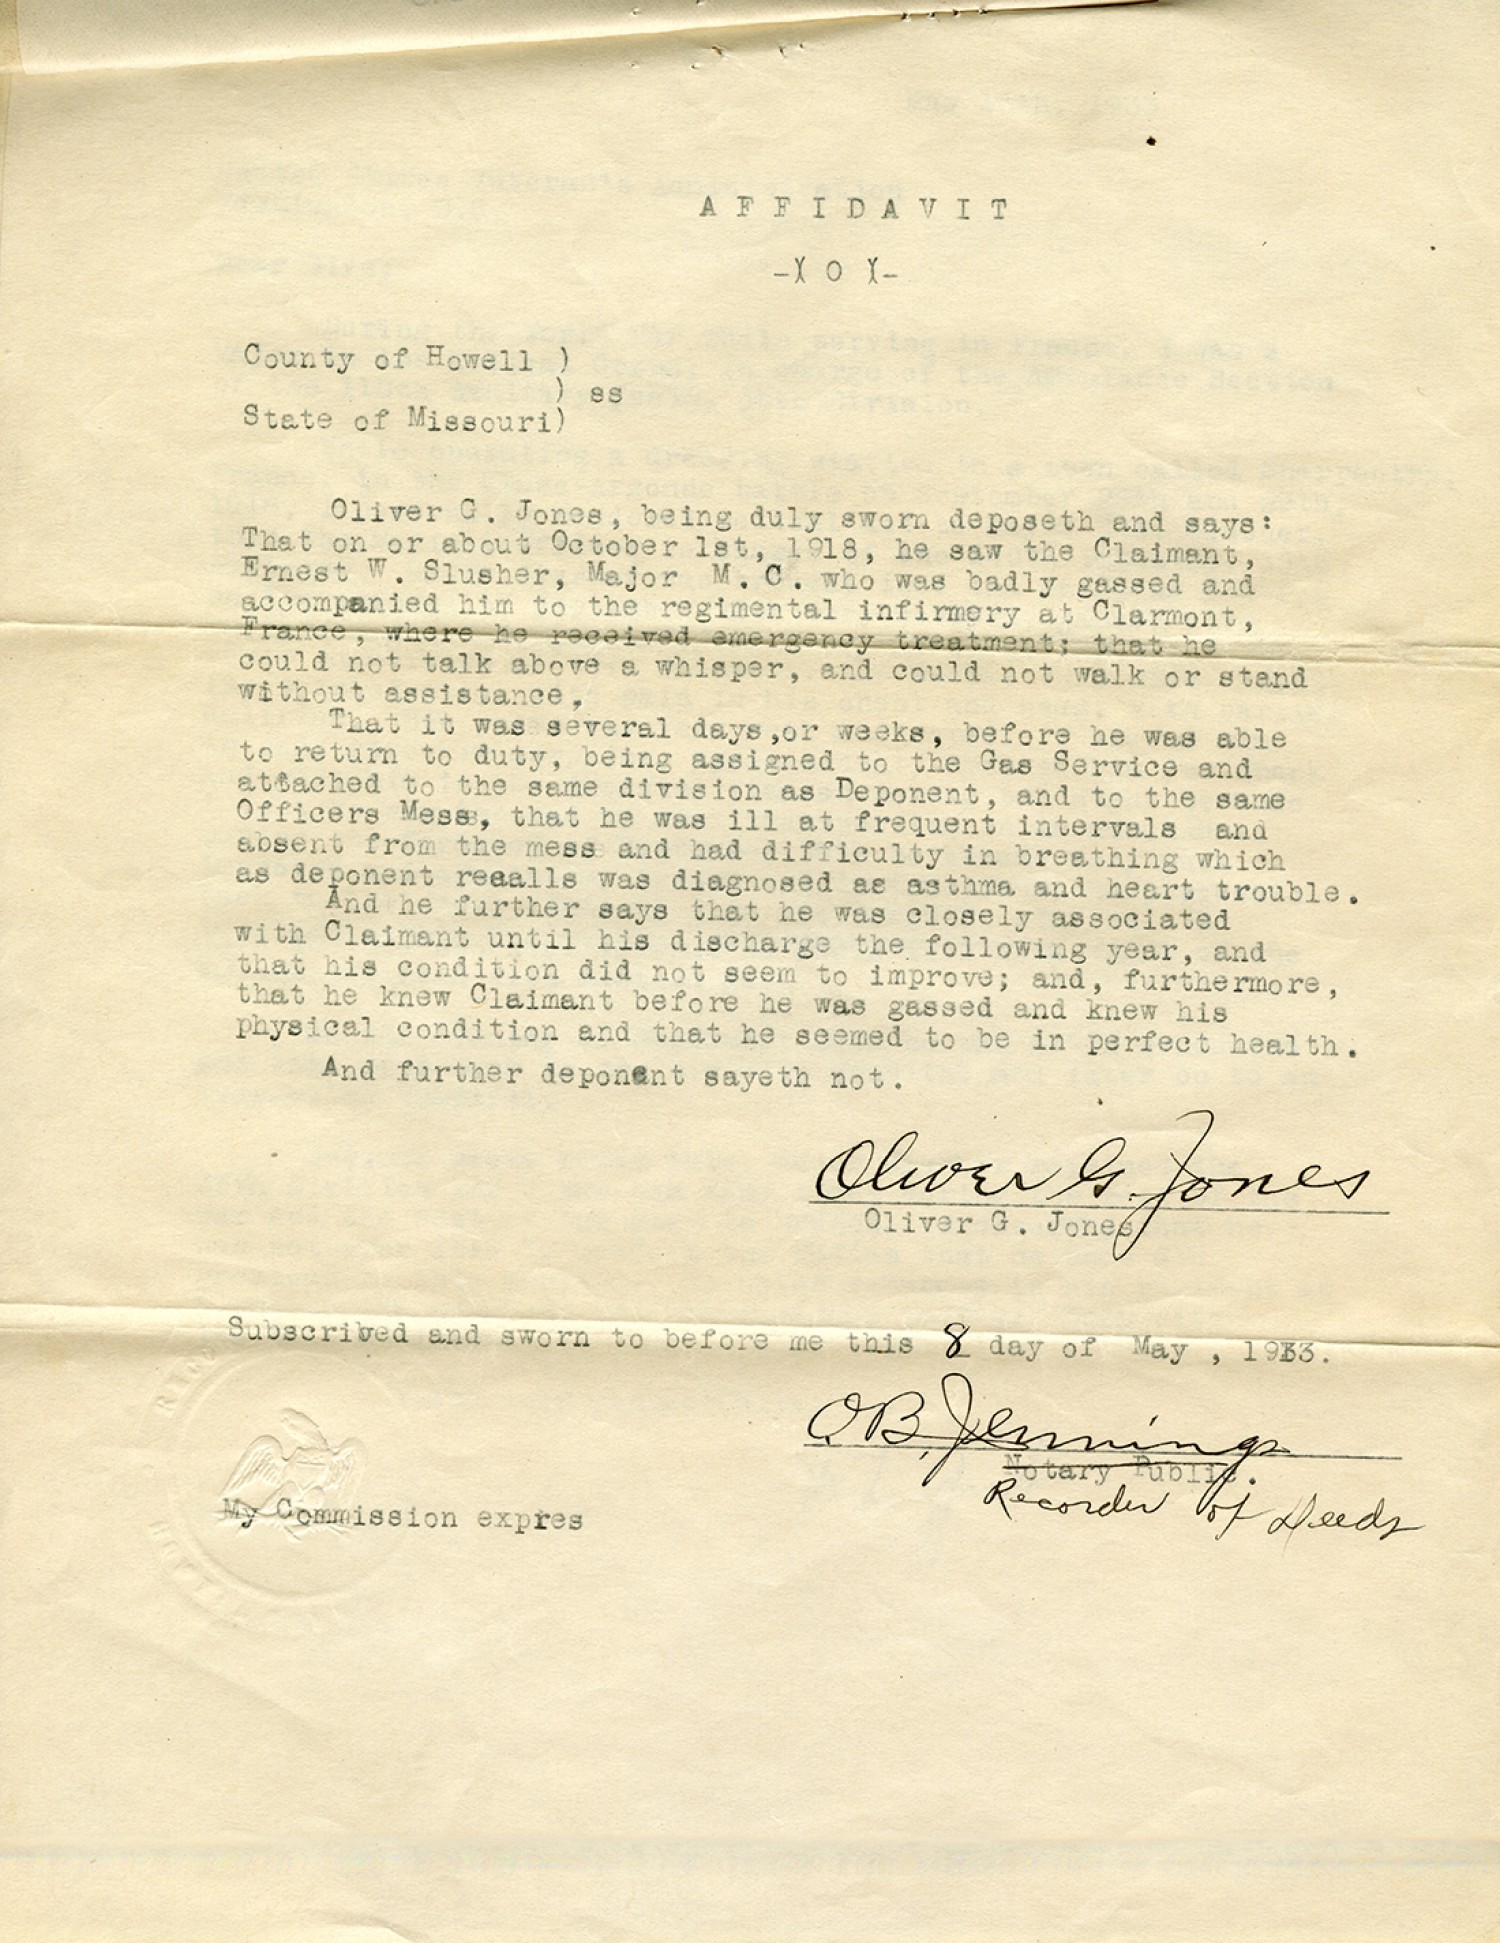 A F F I D A V I T
-X O X-
County of Howell )
) ss
State of Missouri)
Oliver G. Jones, being duly sworn deposeth and says:
That on or about October 1st, 1918, he saw the Claimant,
Ernest W. Slusher, Major M. C. who was badly gassed and
accompanied him to the regimental infirmery at Clarmont,
France, where he received emergency treatment; that he
could not talk above a whisper, and could not walk or stand
without assistance,
That it was several days,or weeks, before he was able
to return to duty, being assigned to the Gas Service and
attached to the same division as Deponent, and to the same
Officers Mess, that he was ill at frequent intervals and
absent from the mess and had difficulty in breathing which
as deponent reaalls was diagnosed as asthma and heart trouble.
And he further says that he was closely associated
with Claimant until his discharge the following year, and
that his condition did not seem to improve; and, furthermore,
that he knew Claimant before he was gassed and knew his
physical condition and that he seemed to be in perfect health.
And further deponent sayeth not.
Oliver G. Jones
Oliver G. Jones
Subscribed and sworn to before me this 8 day of May , 1933.
O.B. Jennings
Notary Public.
Recorder of Deeds
My Commission expres